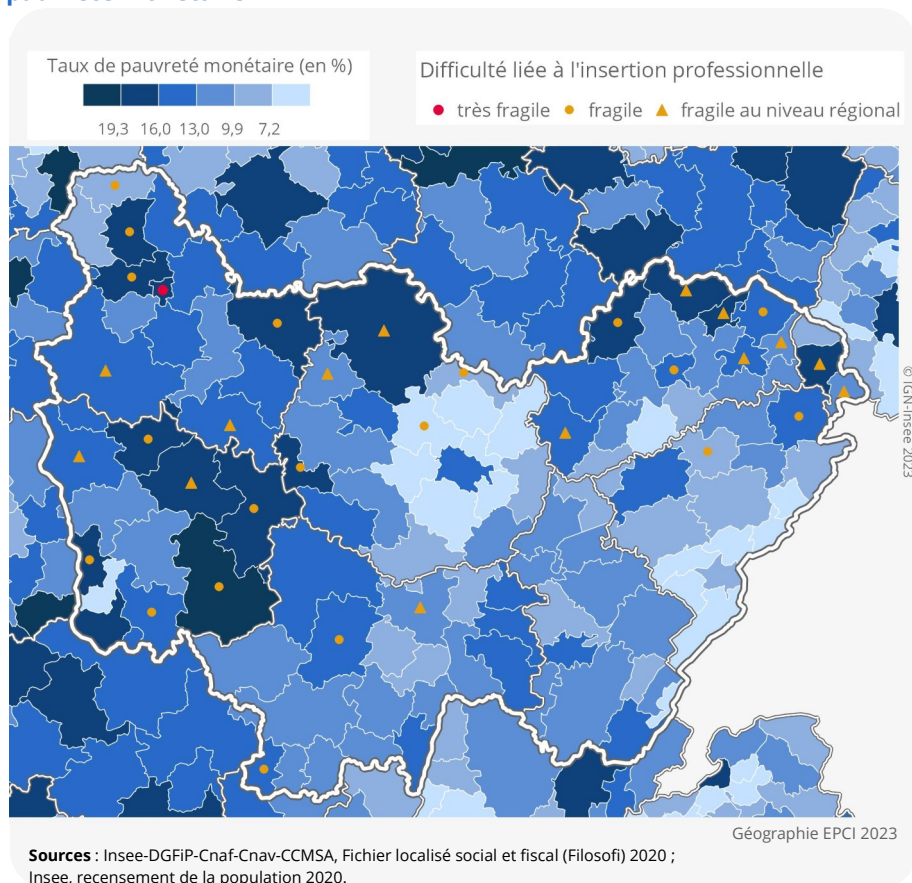 Taux de pauvreté monétaire (en %)
19,3 16,0 13,0 9,9 7,2
Difficulté liée à l'insertion professionnelle
très fragile fragile fragile au niveau régional
© IGN-Insee 2023
Géographie EPCI 2023
Sources : Insee-DGFiP-Cnaf-Cnav-CCMSA, Fichier localisé social et fiscal (Filosofi) 2020 ;
Insee, recensement de la population 2020.